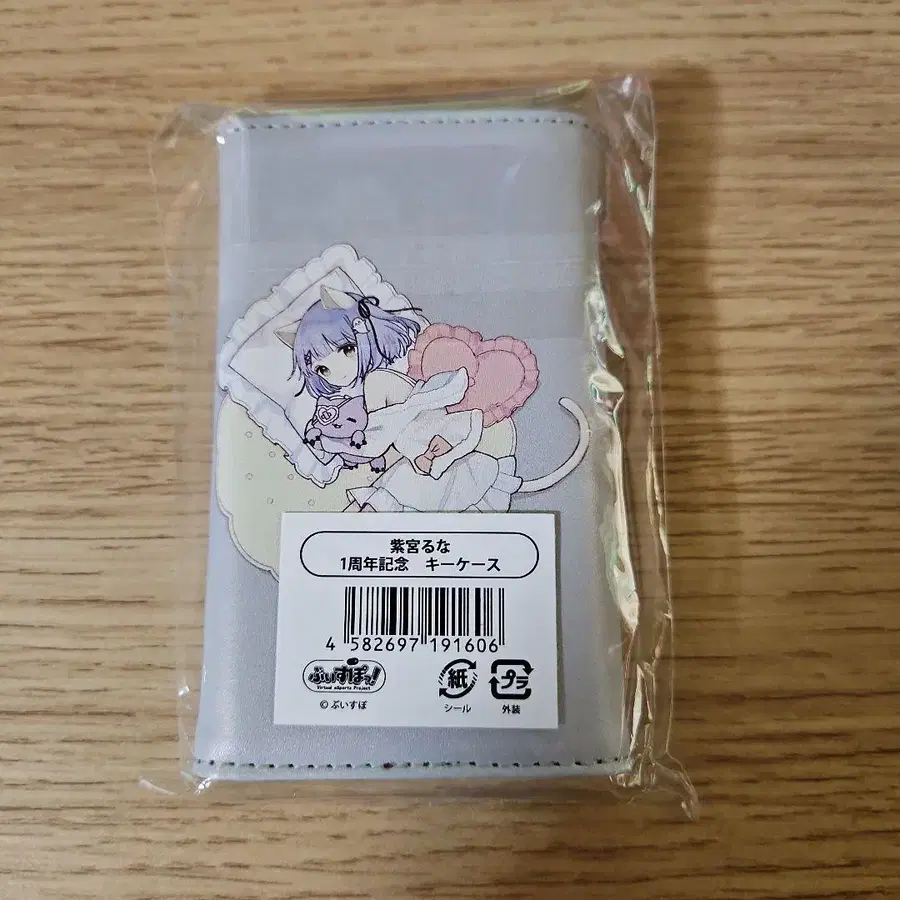 紫宮るな
1周年記念　キーケース
4 582697 191606
ぶいすぽっ!
Virtual eSports Project
© ぶいすぽ
紙
シール
プラ
外装